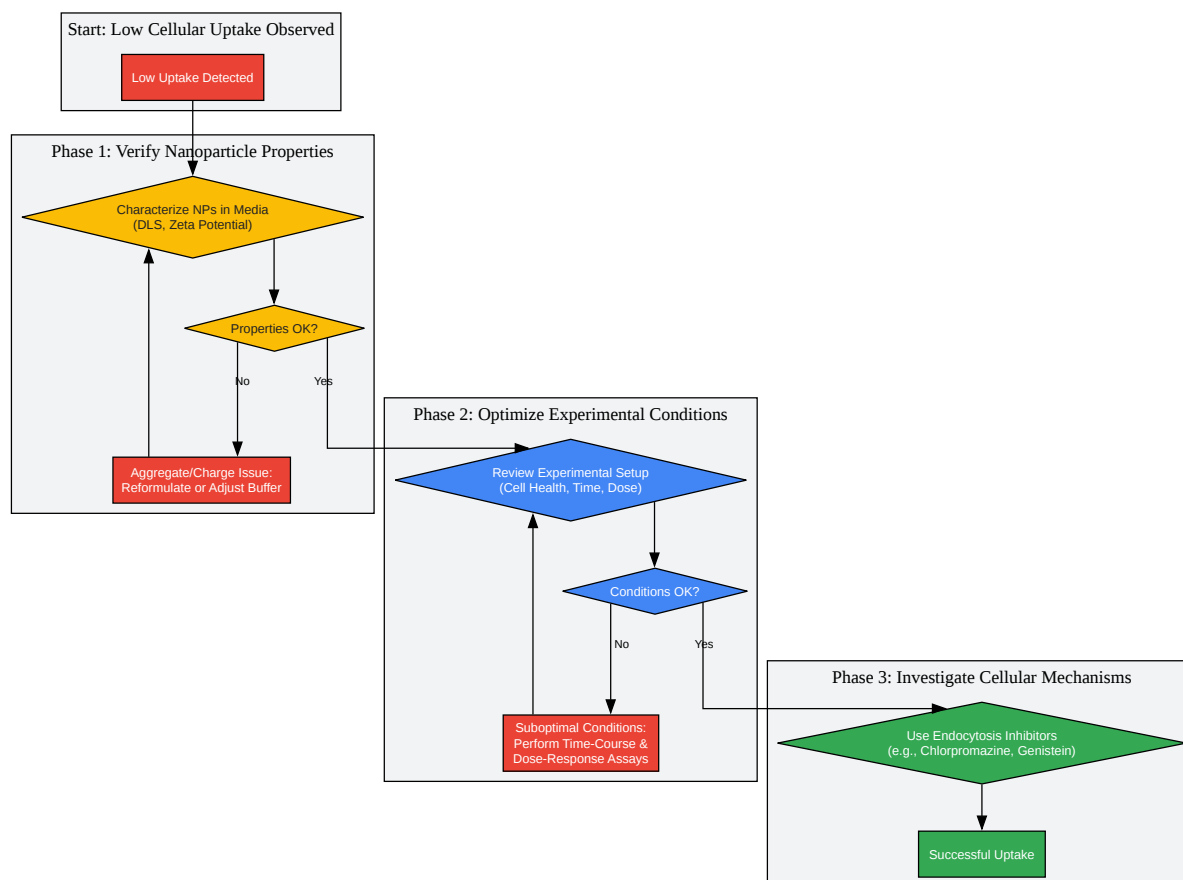 Start: Low Cellular Uptake Observed
Low Uptake Detected
Phase 1: Verify Nanoparticle Properties
Characterize NPs in Media
(DLS, Zeta Potential)
Properties OK?
No
Yes
Aggregate/Charge Issue:
Reformulate or Adjust Buffer
Phase 2: Optimize Experimental Conditions
Review Experimental Setup
(Cell Health, Time, Dose)
Conditions OK?
No
Yes
Suboptimal Conditions:
Perform Time-Course &
Dose-Response Assays
Phase 3: Investigate Cellular Mechanisms
Use Endocytosis Inhibitors
(e.g., Chlorpromazine, Genistein)
Successful Uptake